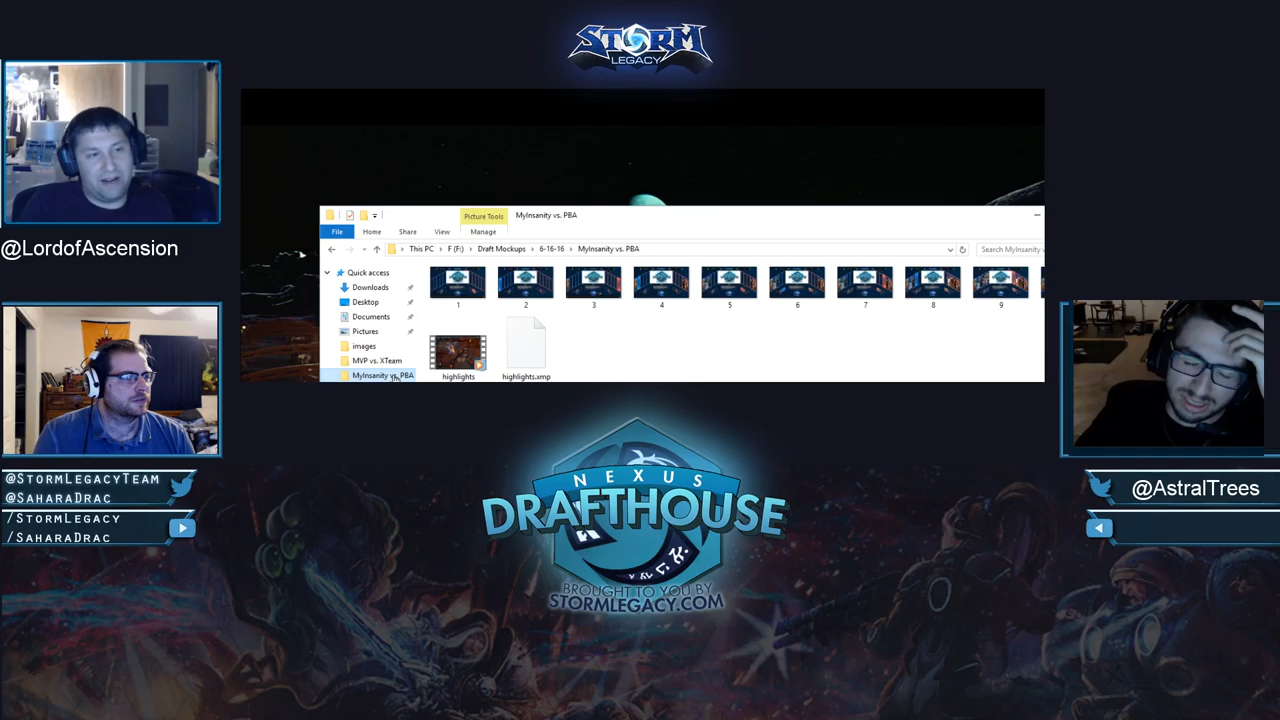 STORM
LEGACY
Picture Tools
MyInsanity vs. PBA
File
Home
Share
View
Manage
This PC
F (F:)
Draft Mockups
6-16-16
MyInsanity vs. PBA
Search MyInsanity v
Quick access
Downloads
Desktop
Documents
Pictures
images
MVP vs. XTeam
MyInsanity vs. PBA
1
2
3
4
5
6
7
8
9
highlights
highlights.xmp
@LordofAscension
@StormLegacyTeam
@SaharaDrac
/StormLegacy
/SaharaDrac
@AstralTrees
NEXUS
DRAFTHOUSE
BROUGHT TO YOU BY
STORMLEGACY.COM